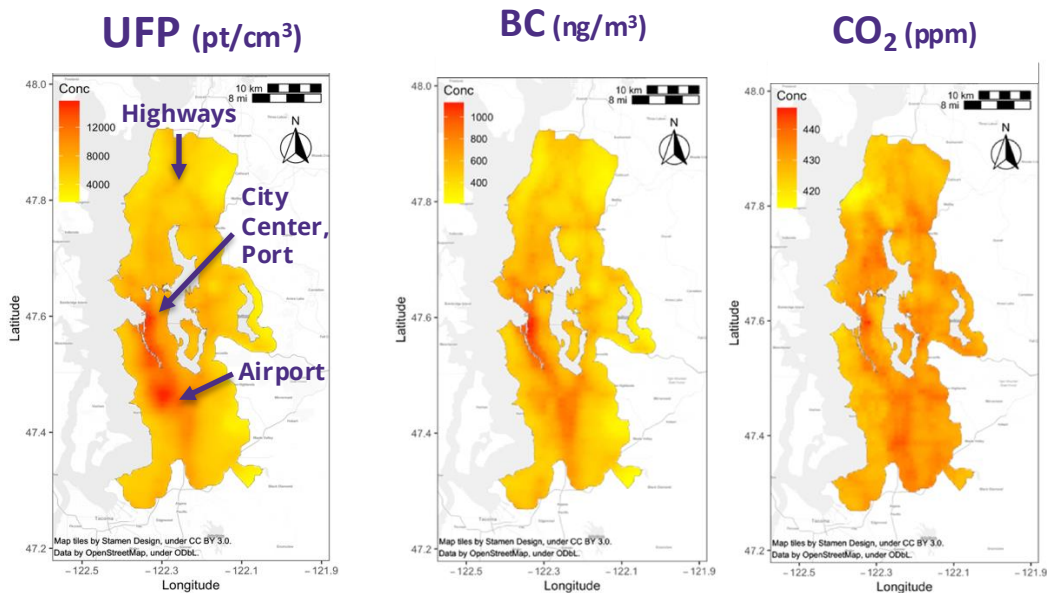 UFP (pt/cm³)
BC (ng/m³)
CO₂ (ppm)
48.0
47.8
47.6
47.4
47.2
Latitude
Conc
12000
8000
4000
10 km
8 mi
N
Highways
City
Center,
Port
Airport
Tacoma
Map tiles by Stamen Design, under CC BY 3.0.
Data by OpenStreetMap, under ODbL.
−122.5
−122.3
−122.1
−121.9
Longitude
48.0
47.8
47.6
47.4
47.2
Latitude
Conc
1000
800
600
400
10 km
8 mi
N
Tacoma
Map tiles by Stamen Design, under CC BY 3.0.
Data by OpenStreetMap, under ODbL.
−122.5
−122.3
−122.1
−121.9
Longitude
48.0
47.8
47.6
47.4
47.2
Latitude
Conc
440
430
420
10 km
8 mi
N
Tacoma
Map tiles by Stamen Design, under CC BY 3.0.
Data by OpenStreetMap, under ODbL.
−122.5
−122.3
−122.1
−121.9
Longitude